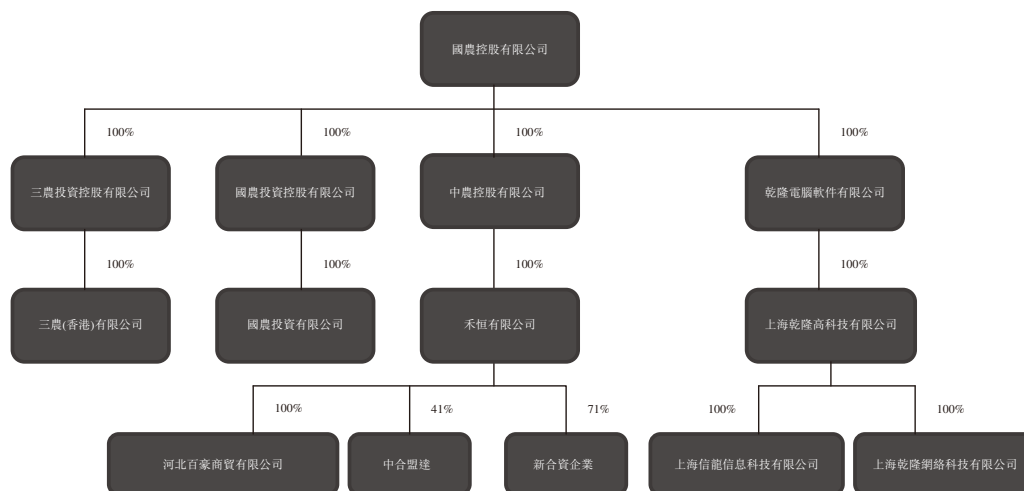 國農控股有限公司
100%
100%
100%
100%
三農投資控股有限公司
國農投資控股有限公司
中農控股有限公司
乾隆電腦軟件有限公司
100%
100%
100%
100%
三農(香港)有限公司
國農投資有限公司
禾恒有限公司
上海乾隆高科技有限公司
100%
41%
71%
100%
100%
河北百豪商貿有限公司
中合盟達
新合資企業
上海信龍信息科技有限公司
上海乾隆網絡科技有限公司